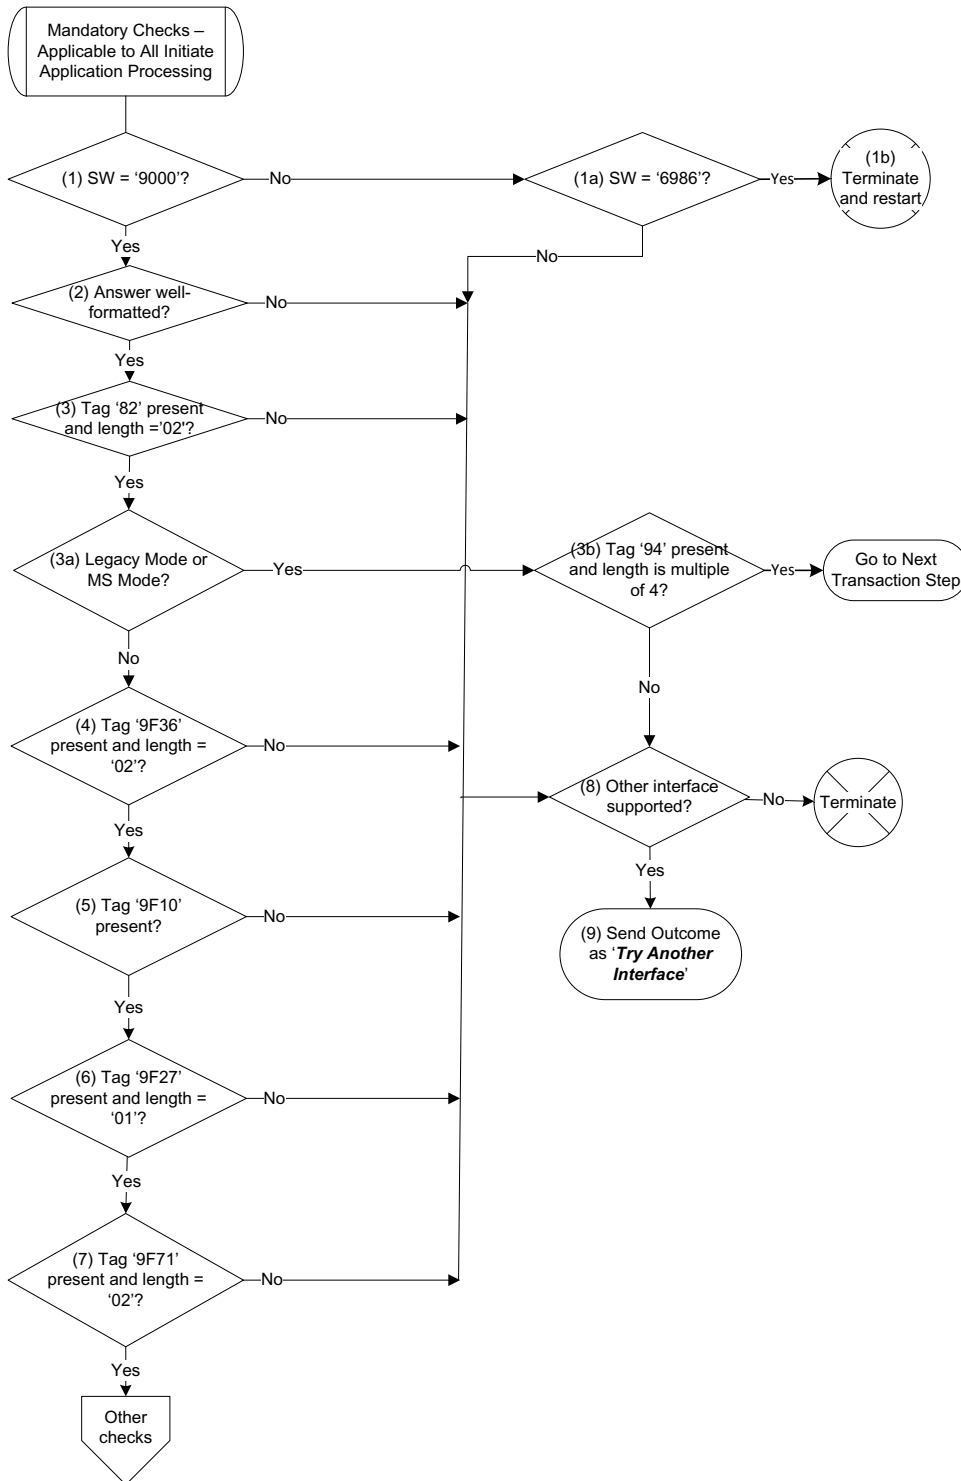 Mandatory Checks –
Applicable to All Initiate
Application Processing
(1) SW = ‘9000’?
No
(1a) SW = ‘6986’?
Yes
(1b)
Terminate
and restart
Yes
No
(2) Answer well-
formatted?
No
Yes
(3) Tag ‘82’ present
and length =’02’?
No
Yes
(3a) Legacy Mode or
MS Mode?
Yes
(3b) Tag ‘94’ present
and length is multiple
of 4?
Yes
Go to Next
Transaction Step
No
No
(4) Tag ‘9F36’
present and length =
‘02’?
No
(8) Other interface
supported?
No
Terminate
Yes
Yes
(5) Tag ‘9F10’
present?
No
(9) Send Outcome
as ‘Try Another
Interface’
Yes
(6) Tag ‘9F27’
present and length =
‘01’?
No
Yes
(7) Tag ‘9F71’
present and length =
‘02’?
No
Yes
Other
checks